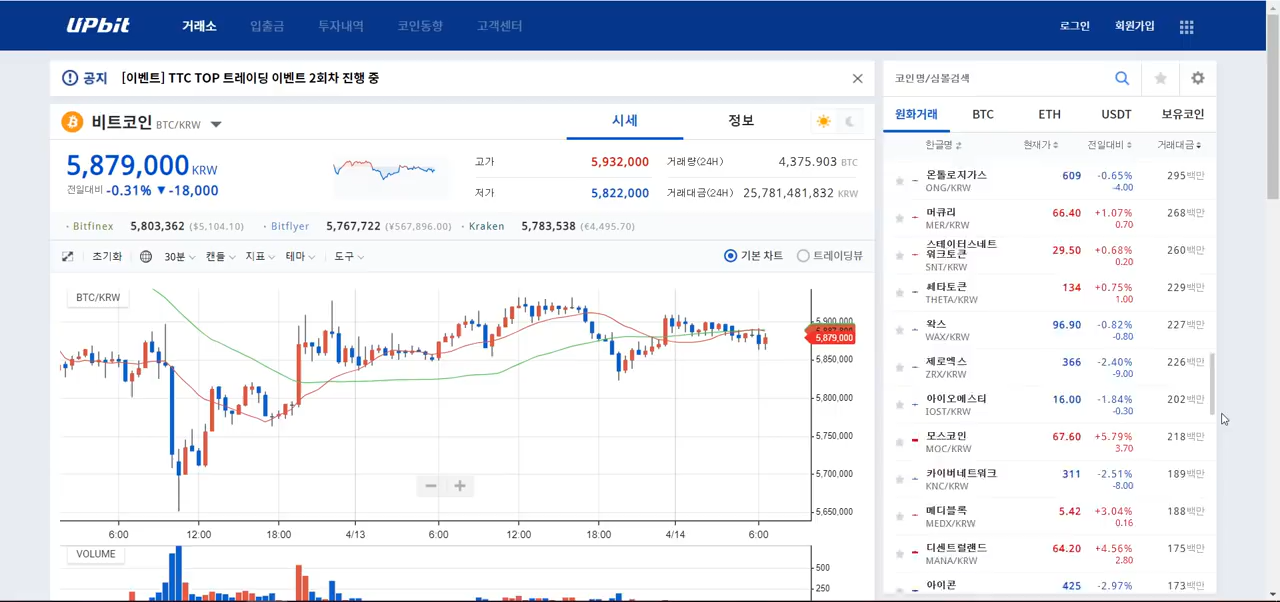 UPbit 거래소 입출금 투자내역 코인동향 고객센터 로그인 회원가입
공지 [이벤트] TTC TOP 트레이딩 이벤트 2회차 진행 중
비트코인 BTC/KRW 시세 정보
5,879,000 KRW
전일대비 -0.31% ▼-18,000
고가 5,932,000 거래량(24H) 4,375.903 BTC
저가 5,822,000 거래대금(24H) 25,781,481,832 KRW
· Bitfinex 5,803,362 ($5,104.10) · Bitflyer 5,767,722 (¥567,896.00) · Kraken 5,783,538 (€4,495.70)
초기화 30분 캔들 지표 테마 도구 기본 차트 트레이딩뷰
BTC/KRW
5,900,000
5,879,000
5,850,000
5,800,000
5,750,000
5,700,000
5,650,000
6:00 12:00 18:00 4/13 6:00 12:00 18:00 4/14 6:00
VOLUME
500
250
코인명/심볼검색
원화거래 BTC ETH USDT 보유코인
한글명 현재가 전일대비 거래대금
온톨로지가스 609 -0.65% 295백만
ONG/KRW -4.00
머큐리 66.40 +1.07% 268백만
MER/KRW 0.70
스테이터스네트
워크토큰 29.50 +0.68% 260백만
SNT/KRW 0.20
쎄타토큰 134 +0.75% 229백만
THETA/KRW 1.00
왁스 96.90 -0.82% 227백만
WAX/KRW -0.80
제로엑스 366 -2.40% 226백만
ZRX/KRW -9.00
아이오에스티 16.00 -1.84% 202백만
IOST/KRW -0.30
모스코인 67.60 +5.79% 218백만
MOC/KRW 3.70
카이버네트워크 311 -2.51% 189백만
KNC/KRW -8.00
메디블록 5.42 +3.04% 188백만
MEDX/KRW 0.16
디센트럴랜드 64.20 +4.56% 175백만
MANA/KRW 2.80
아이콘 425 -2.97% 173백만